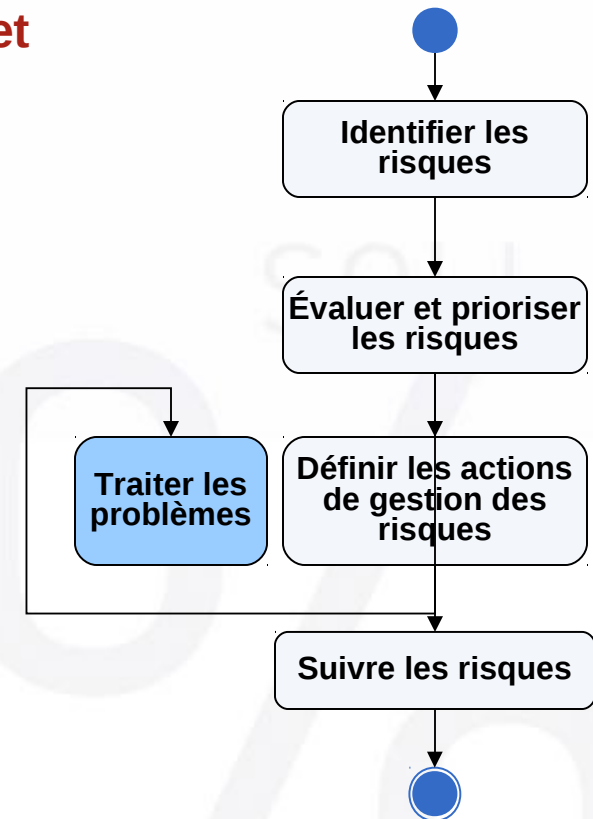 et
Identifier les
risques
Évaluer et prioriser
les risques
Traiter les
problèmes
Définir les actions
de gestion des
risques
Suivre les risques